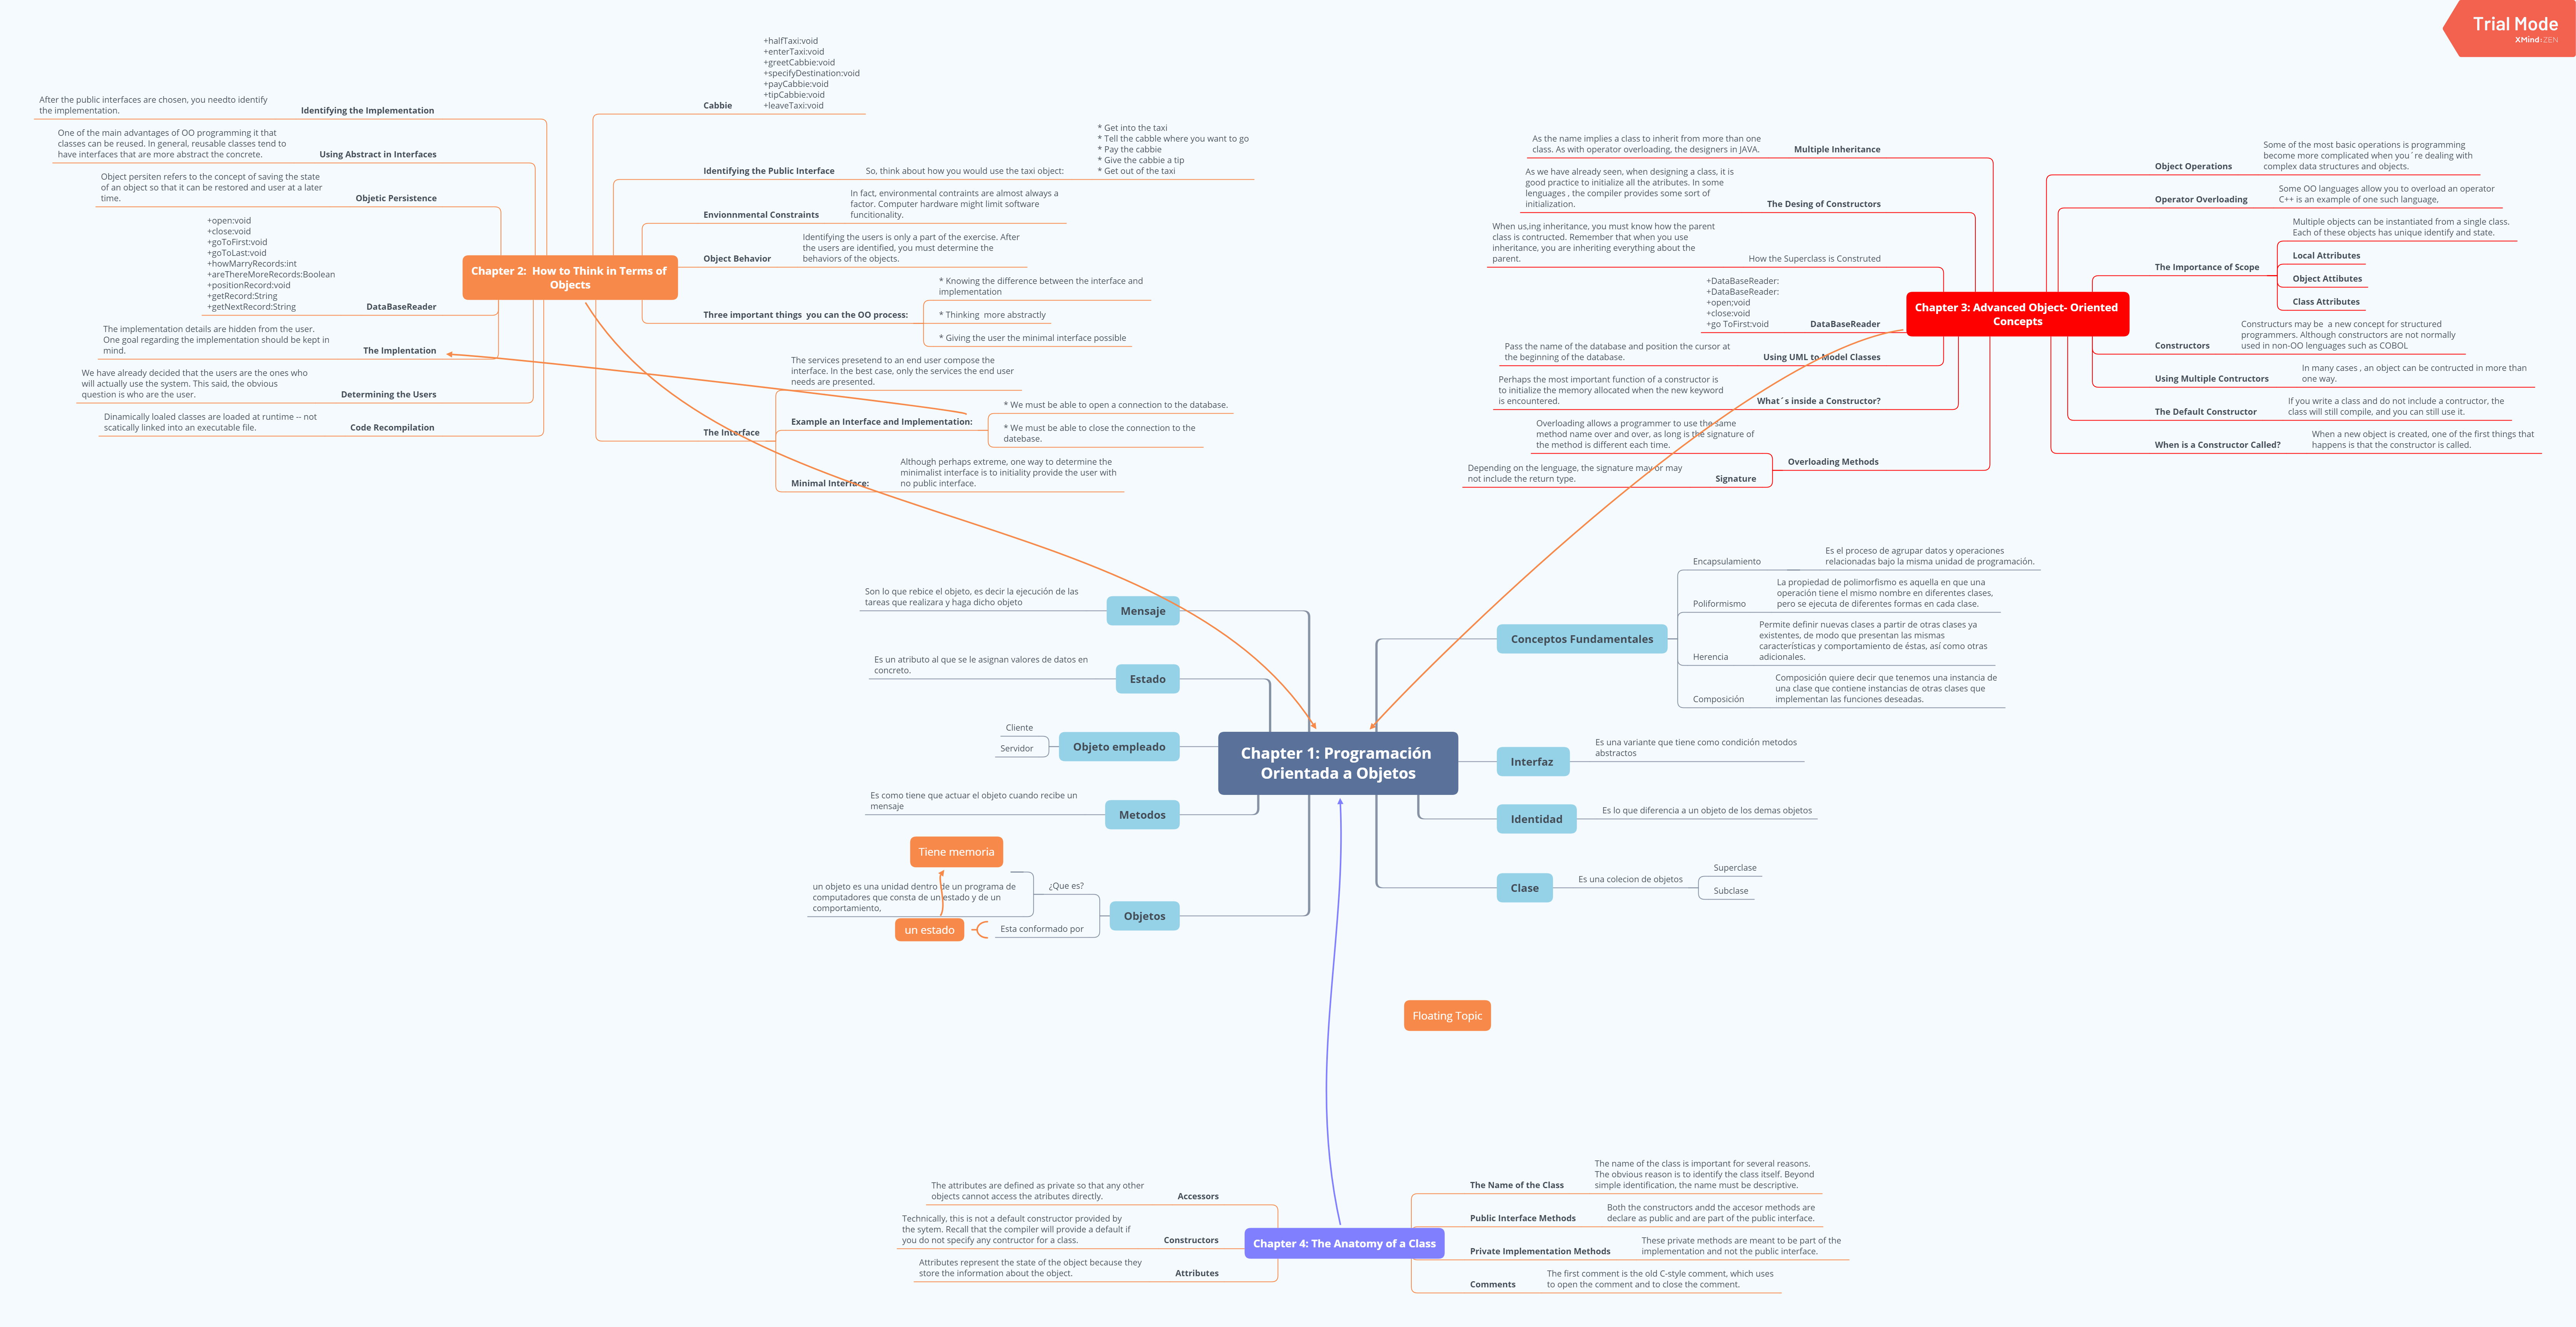 Trial Mode
XMind:ZEN
Chapter 2:  How to Think in Terms of
Objects
After the public interfaces are chosen, you needto identify
the implementation.
Identifying the Implementation
One of the main advantages of OO programming it that
classes can be reused. In general, reusable classes tend to
have interfaces that are more abstract the concrete.
Using Abstract in Interfaces
Object persiten refers to the concept of saving the state
of an object so that it can be restored and user at a later
time.
Objetic Persistence
+open:void
+close:void
+goToFirst:void
+goToLast:void
+howMarryRecords:int
+areThereMoreRecords:Boolean
+positionRecord:void
+getRecord:String
+getNextRecord:String
DataBaseReader
The implementation details are hidden from the user.
One goal regarding the implementation should be kept in
mind.
The Implentation
We have already decided that the users are the ones who
will actually use the system. This said, the obvious
question is who are the user.
Determining the Users
Dinamically loaled classes are loaded at runtime -- not
scatically linked into an executable file.
Code Recompilation
Cabbie
+halfTaxi:void
+enterTaxi:void
+greetCabbie:void
+specifyDestination:void
+payCabbie:void
+tipCabbie:void
+leaveTaxi:void
Identifying the Public Interface
So, think about how you would use the taxi object:
* Get into the taxi
* Tell the cabble where you want to go
* Pay the cabbie
* Give the cabbie a tip
* Get out of the taxi
Envionnmental Constraints
In fact, environmental contraints are almost always a
factor. Computer hardware might limit software
funcitionality.
Object Behavior
Identifying the users is only a part of the exercise. After
the users are identified, you must determine the
behaviors of the objects.
Three important things  you can the OO process:
* Knowing the difference between the interface and
implementation
* Thinking  more abstractly
* Giving the user the minimal interface possible
The Interface
The services presetend to an end user compose the
interface. In the best case, only the services the end user
needs are presented.
Example an Interface and Implementation:
* We must be able to open a connection to the database.
* We must be able to close the connection to the
datebase.
Minimal Interface:
Although perhaps extreme, one way to determine the
minimalist interface is to initiality provide the user with
no public interface.
Chapter 3: Advanced Object- Oriented
Concepts
As the name implies a class to inherit from more than one
class. As with operator overloading, the designers in JAVA.
Multiple Inheritance
As we have already seen, when designing a class, it is
good practice to initialize all the atributes. In some
lenguages , the compiler provides some sort of
initialization.
The Desing of Constructors
When us,ing inheritance, you must know how the parent
class is contructed. Remember that when you use
inheritance, you are inheriting everything about the
parent.
How the Superclass is Construted
+DataBaseReader:
+DataBaseReader:
+open;void
+close:void
+go ToFirst:void
DataBaseReader
Pass the name of the database and position the cursor at
the beginning of the database.
Using UML to Model Classes
Perhaps the most important function of a constructor is
to initialize the memory allocated when the new keyword
is encountered.
What´s inside a Constructor?
Overloading allows a programmer to use the same
method name over and over, as long is the signature of
the method is different each time.
Overloading Methods
Depending on the lenguage, the signature may or may
not include the return type.
Signature
Object Operations
Some of the most basic operations is programming
become more complicated when you´re dealing with
complex data structures and objects.
Operator Overloading
Some OO languages allow you to overload an operator
C++ is an example of one such language,
The Importance of Scope
Multiple objects can be instantiated from a single class.
Each of these objects has unique identify and state.
Local Attributes
Object Attibutes
Class Attributes
Constructors
Constructurs may be  a new concept for structured
programmers. Although constructors are not normally
used in non-OO lenguages such as COBOL
Using Multiple Contructors
In many cases , an object can be contructed in more than
one way.
The Default Constructor
If you write a class and do not include a contructor, the
class will still compile, and you can still use it.
When is a Constructor Called?
When a new object is created, one of the first things that
happens is that the constructor is called.
Chapter 1: Programación
Orientada a Objetos
Son lo que rebice el objeto, es decir la ejecución de las
tareas que realizara y haga dicho objeto
Mensaje
Es un atributo al que se le asignan valores de datos en
concreto.
Estado
Cliente
Servidor
Objeto empleado
Es como tiene que actuar el objeto cuando recibe un
mensaje
Metodos
Tiene memoria
un objeto es una unidad dentro de un programa de
computadores que consta de un estado y de un
comportamiento,
¿Que es?
un estado
Esta conformado por
Objetos
Conceptos Fundamentales
Encapsulamiento
Es el proceso de agrupar datos y operaciones
relacionadas bajo la misma unidad de programación.
Poliformismo
La propiedad de polimorfismo es aquella en que una
operación tiene el mismo nombre en diferentes clases,
pero se ejecuta de diferentes formas en cada clase.
Herencia
Permite definir nuevas clases a partir de otras clases ya
existentes, de modo que presentan las mismas
características y comportamiento de éstas, así como otras
adicionales.
Composición
Composición quiere decir que tenemos una instancia de
una clase que contiene instancias de otras clases que
implementan las funciones deseadas.
Interfaz
Es una variante que tiene como condición metodos
abstractos
Identidad
Es lo que diferencia a un objeto de los demas objetos
Clase
Es una colecion de objetos
Superclase
Subclase
Floating Topic
Chapter 4: The Anatomy of a Class
The attributes are defined as private so that any other
objects cannot access the atributes directly.
Accessors
Technically, this is not a default constructor provided by
the sytem. Recall that the compiler will provide a default if
you do not specify any contructor for a class.
Constructors
Attributes represent the state of the object because they
store the information about the object.
Attributes
The Name of the Class
The name of the class is important for several reasons.
The obvious reason is to identify the class itself. Beyond
simple identification, the name must be descriptive.
Public Interface Methods
Both the constructors andd the accesor methods are
declare as public and are part of the public interface.
Private Implementation Methods
These private methods are meant to be part of the
implementation and not the public interface.
Comments
The first comment is the old C-style comment, which uses
to open the comment and to close the comment.